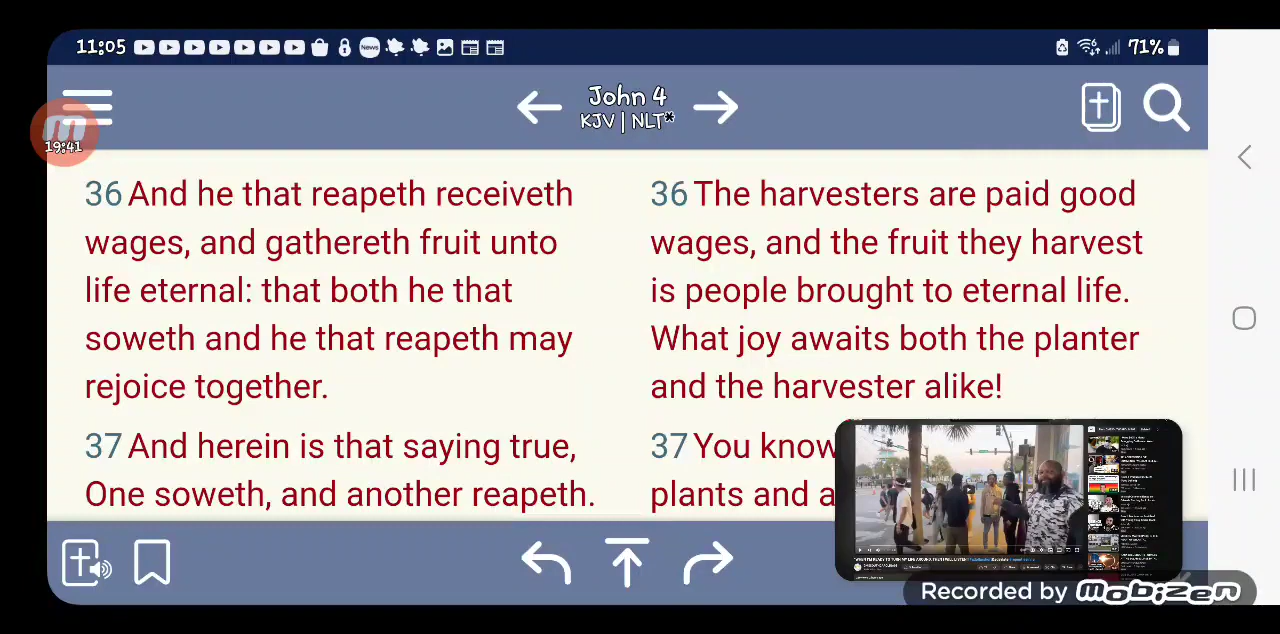 11:05
News
71%
John 4
KJV | NLT*
19:41
36 And he that reapeth receiveth
wages, and gathereth fruit unto
life eternal: that both he that
soweth and he that reapeth may
rejoice together.
37 And herein is that saying true,
One soweth, and another reapeth.
36 The harvesters are paid good
wages, and the fruit they harvest
is people brought to eternal life.
What joy awaits both the planter
and the harvester alike!
37 You know
plants and a
Recorded by mobizen